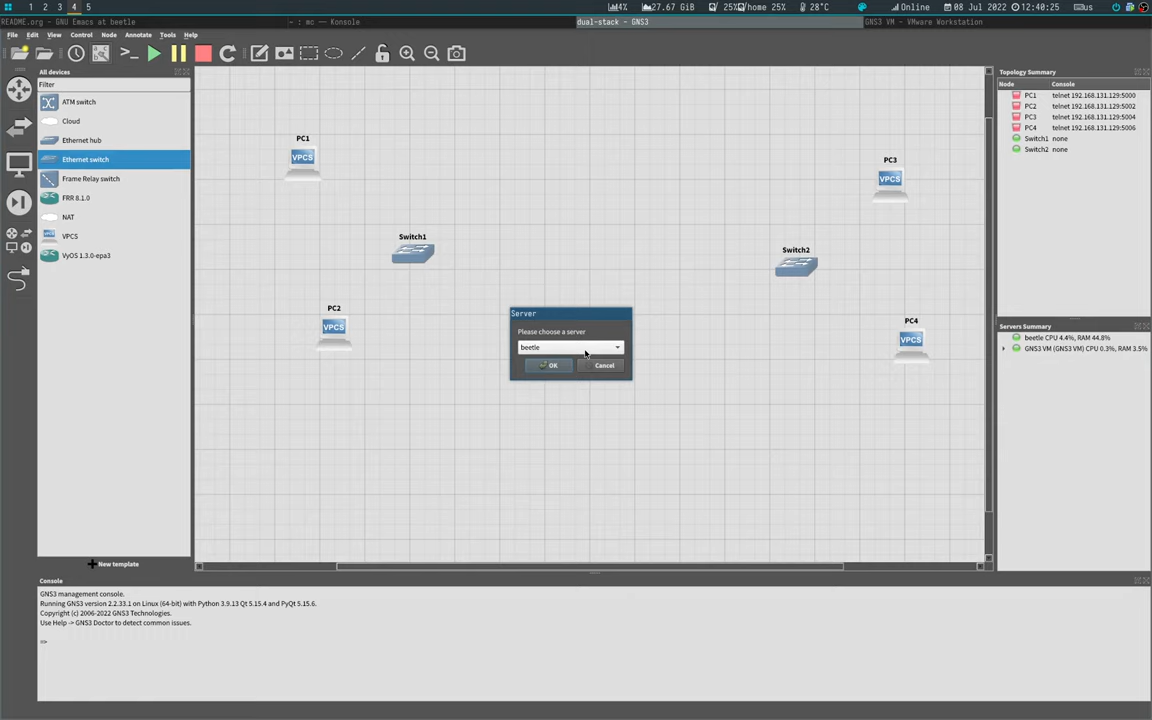 1 2 3 4 5
4% 27.67 GiB 25% /home 25% 28°C Online 08 Jul 2022 12:40:25 us
README.org - GNU Emacs at beetle
~ : mc — Konsole
dual-stack — GNS3
GNS3 VM — VMware Workstation
File Edit View Control Node Annotate Tools Help
All devices
Filter
ATM switch
Cloud
Ethernet hub
Ethernet switch
Frame Relay switch
FRR 8.1.0
NAT
VPCS
VyOS 1.3.0-epa3
New template
PC1
VPCS
PC3
VPCS
Switch1
Switch2
PC2
VPCS
PC4
VPCS
Server
Please choose a server
beetle
OK Cancel
Topology Summary
Node Console
PC1 telnet 192.168.131.129:5000
PC2 telnet 192.168.131.129:5002
PC3 telnet 192.168.131.129:5004
PC4 telnet 192.168.131.129:5006
Switch1 none
Switch2 none
Servers Summary
beetle CPU 4.4%, RAM 44.8%
GNS3 VM (GNS3 VM) CPU 0.3%, RAM 3.5%
Console
GNS3 management console.
Running GNS3 version 2.2.33.1 on Linux (64-bit) with Python 3.9.13 Qt 5.15.4 and PyQt 5.15.6.
Copyright (c) 2006-2022 GNS3 Technologies.
Use Help -> GNS3 Doctor to detect common issues.
=>